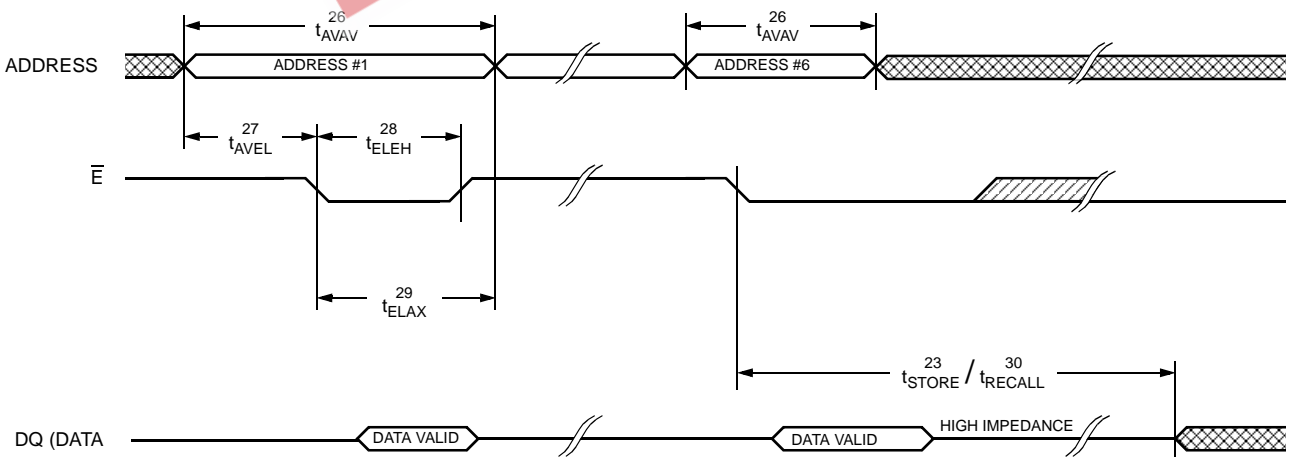 26 26
tAVAV tAVAV
ADDRESS ADDRESS #1 ADDRESS #6
27 28
tAVEL tELEH
E
29
tELAX
23 30
tSTORE / tRECALL
DQ (DATA DATA VALID DATA VALID HIGH IMPEDANCE